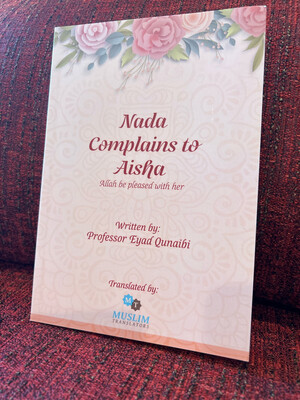 Nada
Complains to
Aisha
Allah be pleased with her
Written by:
Professor Eyad Qunaibi
Translated by:
M T
MUSLIM
TRANSLATORS